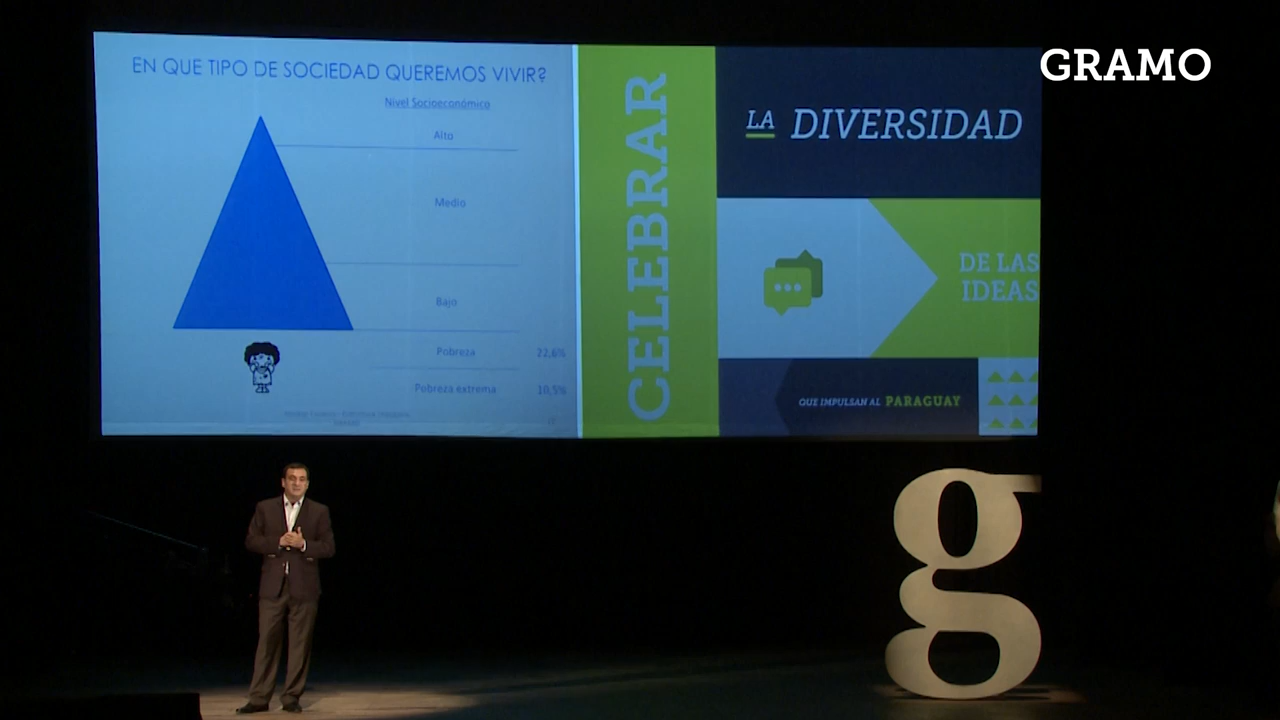 EN QUE TIPO DE SOCIEDAD QUEREMOS VIVIR?
Nivel Socioeconómico
Alto
Medio
Bajo
Pobreza 22,6%
Pobreza extrema 10,5%
CELEBRAR
LA DIVERSIDAD
DE LAS
IDEAS
QUE IMPULSAN AL PARAGUAY
GRAMO
g